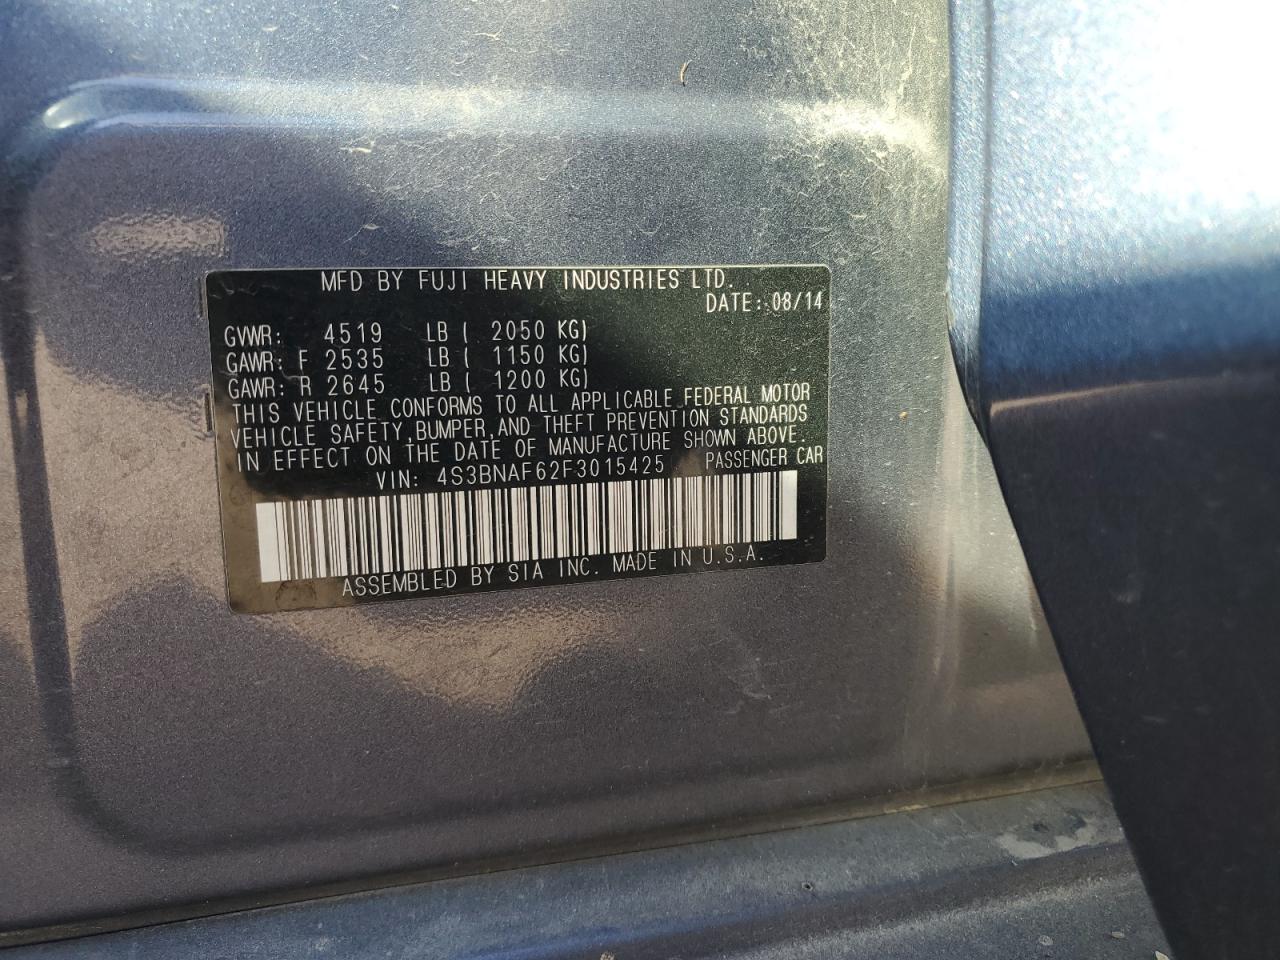 MFD BY FUJI HEAVY INDUSTRIES LTD.
DATE: 08/14
GVWR: 4519 LB ( 2050 KG)
GAWR: F 2535 LB ( 1150 KG)
GAWR: R 2645 LB ( 1200 KG)
THIS VEHICLE CONFORMS TO ALL APPLICABLE FEDERAL MOTOR
VEHICLE SAFETY, BUMPER, AND THEFT PREVENTION STANDARDS
IN EFFECT ON THE DATE OF MANUFACTURE SHOWN ABOVE.
VIN: 4S3BNAF62F3015425 PASSENGER CAR
ASSEMBLED BY SIA INC. MADE IN U.S.A.